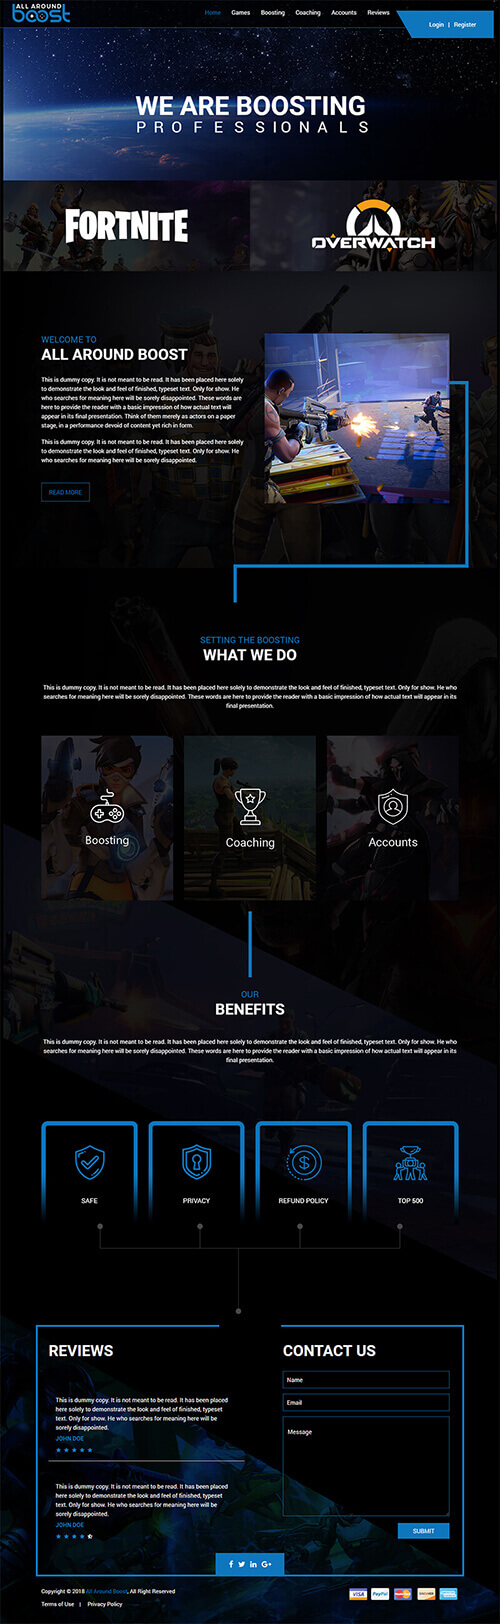 ALL AROUND
boost
Home Games Boosting Coaching Accounts Reviews
Login | Register
WE ARE BOOSTING
PROFESSIONALS
FORTNITE
OVERWATCH
WELCOME TO
ALL AROUND BOOST
This is dummy copy. It is not meant to be read. It has been placed here solely
to demonstrate the look and feel of finished, typeset text. Only for show. He
who searches for meaning here will be sorely disappointed. These words are
here to provide the reader with a basic impression of how actual text will
appear in its final presentation. Think of them merely as actors on a paper
stage, in a performance devoid of content yet rich in form.
This is dummy copy. It is not meant to be read. It has been placed here solely
to demonstrate the look and feel of finished, typeset text. Only for show. He
who searches for meaning here will be sorely disappointed.
READ MORE
SETTING THE BOOSTING
WHAT WE DO
This is dummy copy. It is not meant to be read. It has been placed here solely to demonstrate the look and feel of finished, typeset text. Only for show. He who
searches for meaning here will be sorely disappointed. These words are here to provide the reader with a basic impression of how actual text will appear in its
final presentation.
Boosting
Coaching
Accounts
OUR
BENEFITS
This is dummy copy. It is not meant to be read. It has been placed here solely to demonstrate the look and feel of finished, typeset text. Only for show. He who
searches for meaning here will be sorely disappointed. These words are here to provide the reader with a basic impression of how actual text will appear in its
final presentation.
SAFE
PRIVACY
REFUND POLICY
TOP 500
REVIEWS
This is dummy copy. It is not meant to be read. It has been placed
here solely to demonstrate the look and feel of finished, typeset
text. Only for show. He who searches for meaning here will be
sorely disappointed.
JOHN DOE
This is dummy copy. It is not meant to be read. It has been placed
here solely to demonstrate the look and feel of finished, typeset
text. Only for show. He who searches for meaning here will be
sorely disappointed.
JOHN DOE
CONTACT US
Name
Email
Message
SUBMIT
f in G+
Copyright © 2018 All Around Boost, All Right Reserved
Terms of Use | Privacy Policy
VISA PayPal